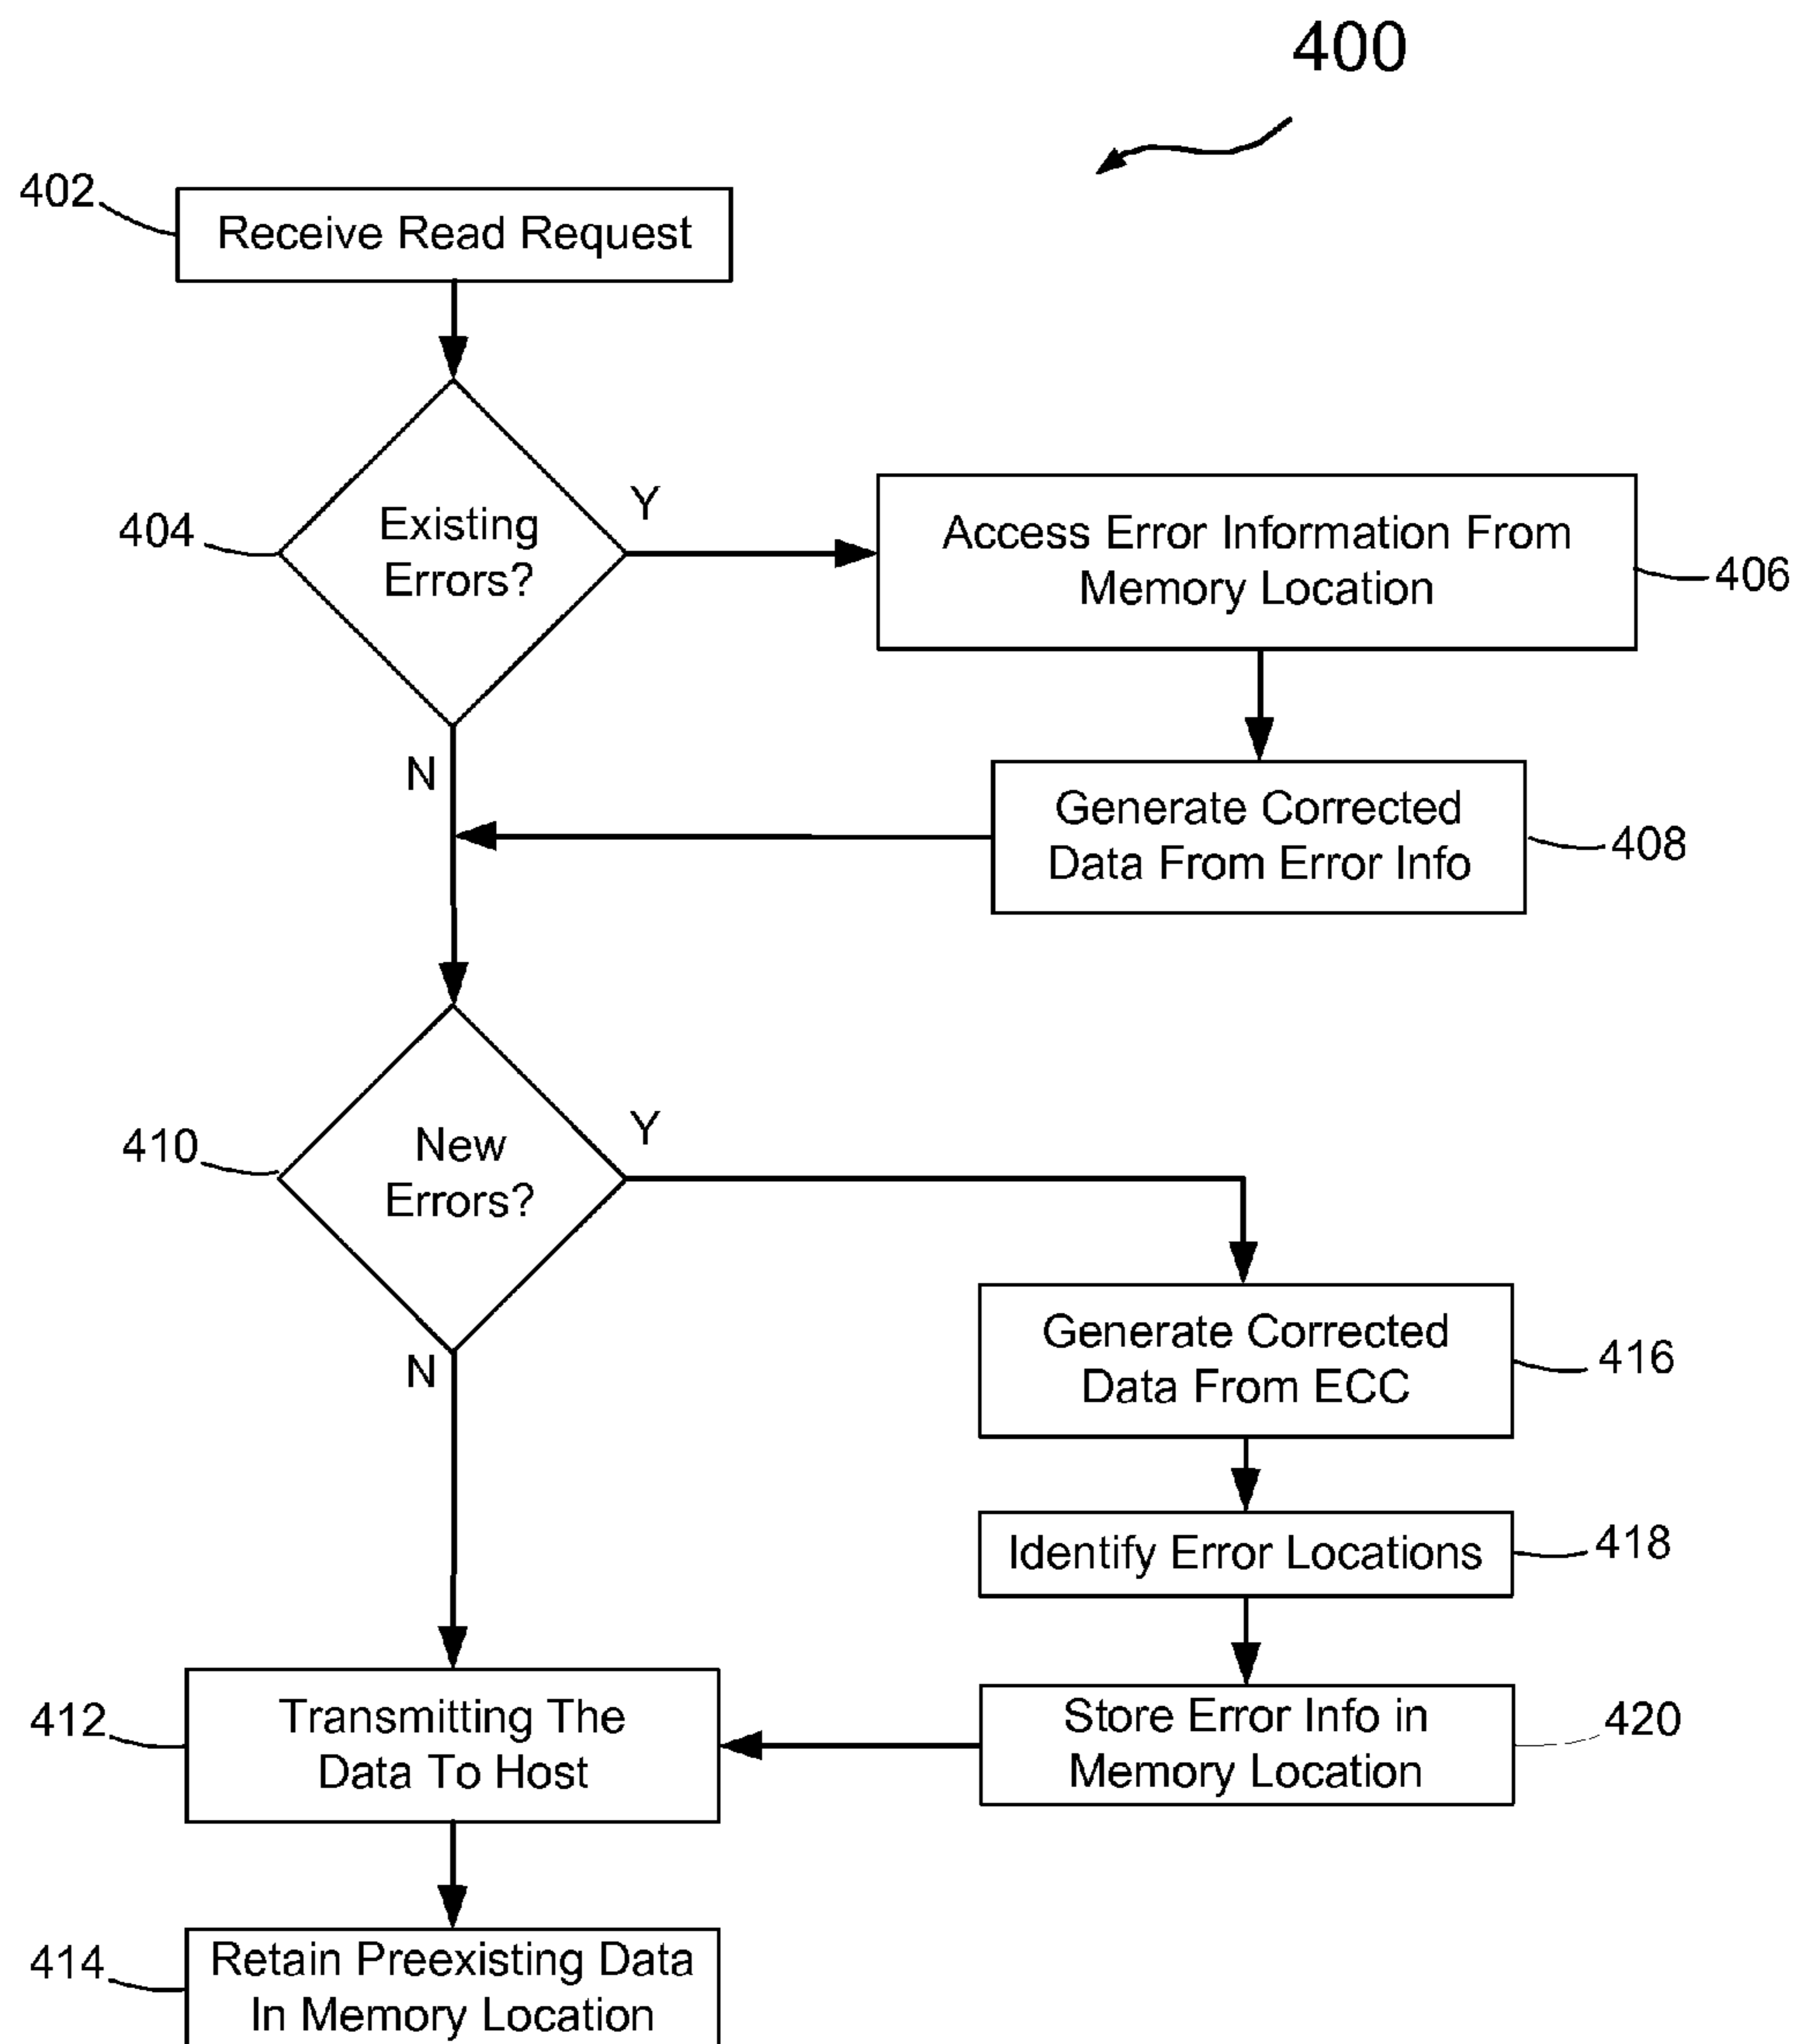 400
402
Receive Read Request
404
Existing
Errors?
Y
N
Access Error Information From
Memory Location
406
Generate Corrected
Data From Error Info
408
410
New
Errors?
Y
N
Generate Corrected
Data From ECC
416
Identify Error Locations
418
412
Transmitting The
Data To Host
Store Error Info in
Memory Location
420
414
Retain Preexisting Data
In Memory Location